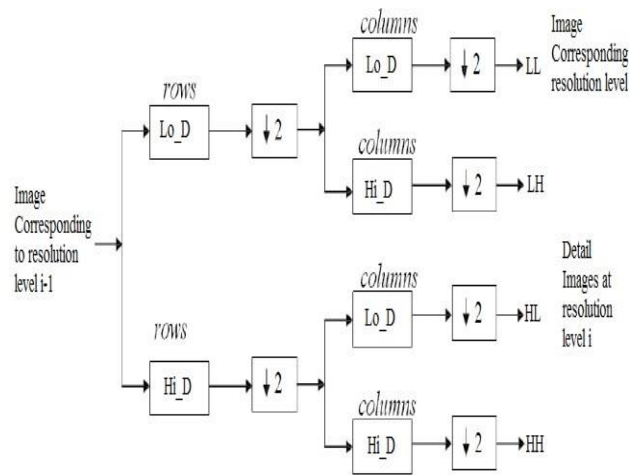 columns
Lo_D
↓ 2
LL
Image
Corresponding
resolution level
rows
Lo_D
↓ 2
columns
Hi_D
↓ 2
LH
Image
Corresponding
to resolution
level i-1
rows
Hi_D
↓ 2
columns
Lo_D
↓ 2
HL
Detail
Images at
resolution
level i
columns
Hi_D
↓ 2
HH